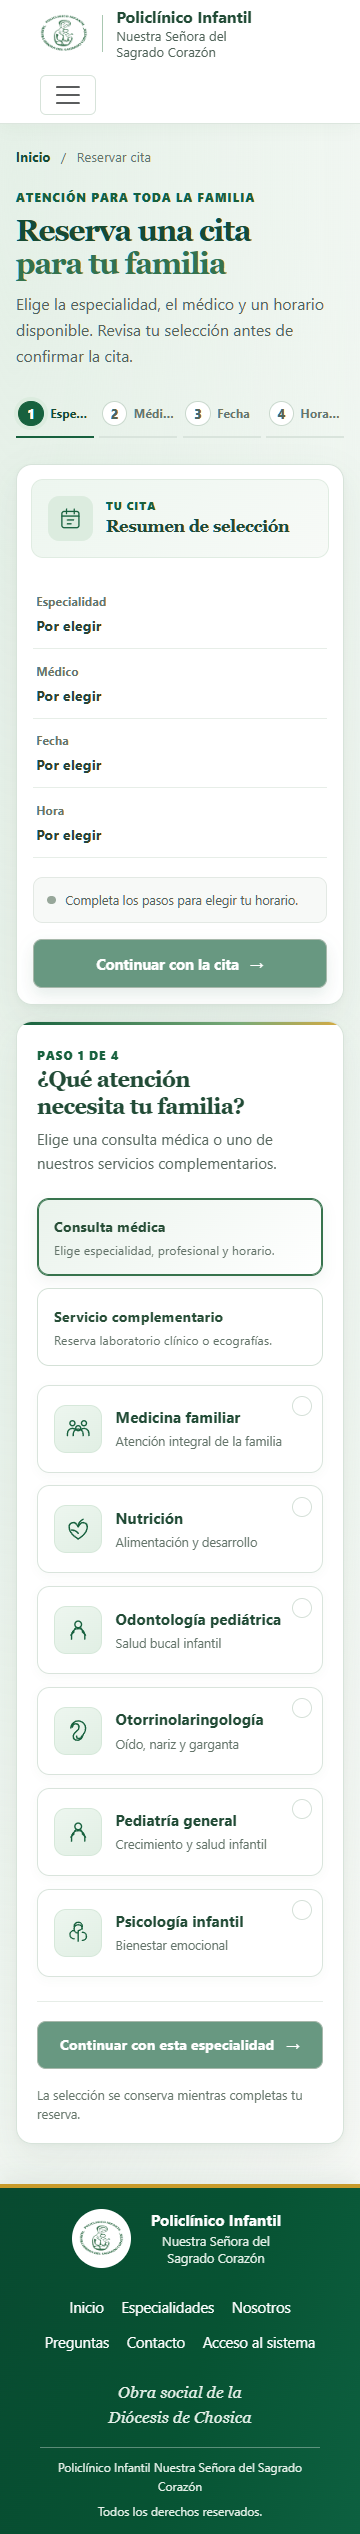 Policlínico Infantil
Nuestra Señora del
Sagrado Corazón
Inicio / Reservar cita
ATENCIÓN PARA TODA LA FAMILIA
Reserva una cita
para tu familia
Elige la especialidad, el médico y un horario
disponible. Revisa tu selección antes de
confirmar la cita.
1 Espe... 2 Médi... 3 Fecha 4 Hora...
TU CITA
Resumen de selección
Especialidad
Por elegir
Médico
Por elegir
Fecha
Por elegir
Hora
Por elegir
Completa los pasos para elegir tu horario.
Continuar con la cita →
PASO 1 DE 4
¿Qué atención
necesita tu familia?
Elige una consulta médica o uno de
nuestros servicios complementarios.
Consulta médica
Elige especialidad, profesional y horario.
Servicio complementario
Reserva laboratorio clínico o ecografías.
Medicina familiar
Atención integral de la familia
Nutrición
Alimentación y desarrollo
Odontología pediátrica
Salud bucal infantil
Otorrinolaringología
Oído, nariz y garganta
Pediatría general
Crecimiento y salud infantil
Psicología infantil
Bienestar emocional
Continuar con esta especialidad →
La selección se conserva mientras completas tu
reserva.
Policlínico Infantil
Nuestra Señora del
Sagrado Corazón
Inicio Especialidades Nosotros
Preguntas Contacto Acceso al sistema
Obra social de la
Diócesis de Chosica
Policlínico Infantil Nuestra Señora del Sagrado
Corazón
Todos los derechos reservados.